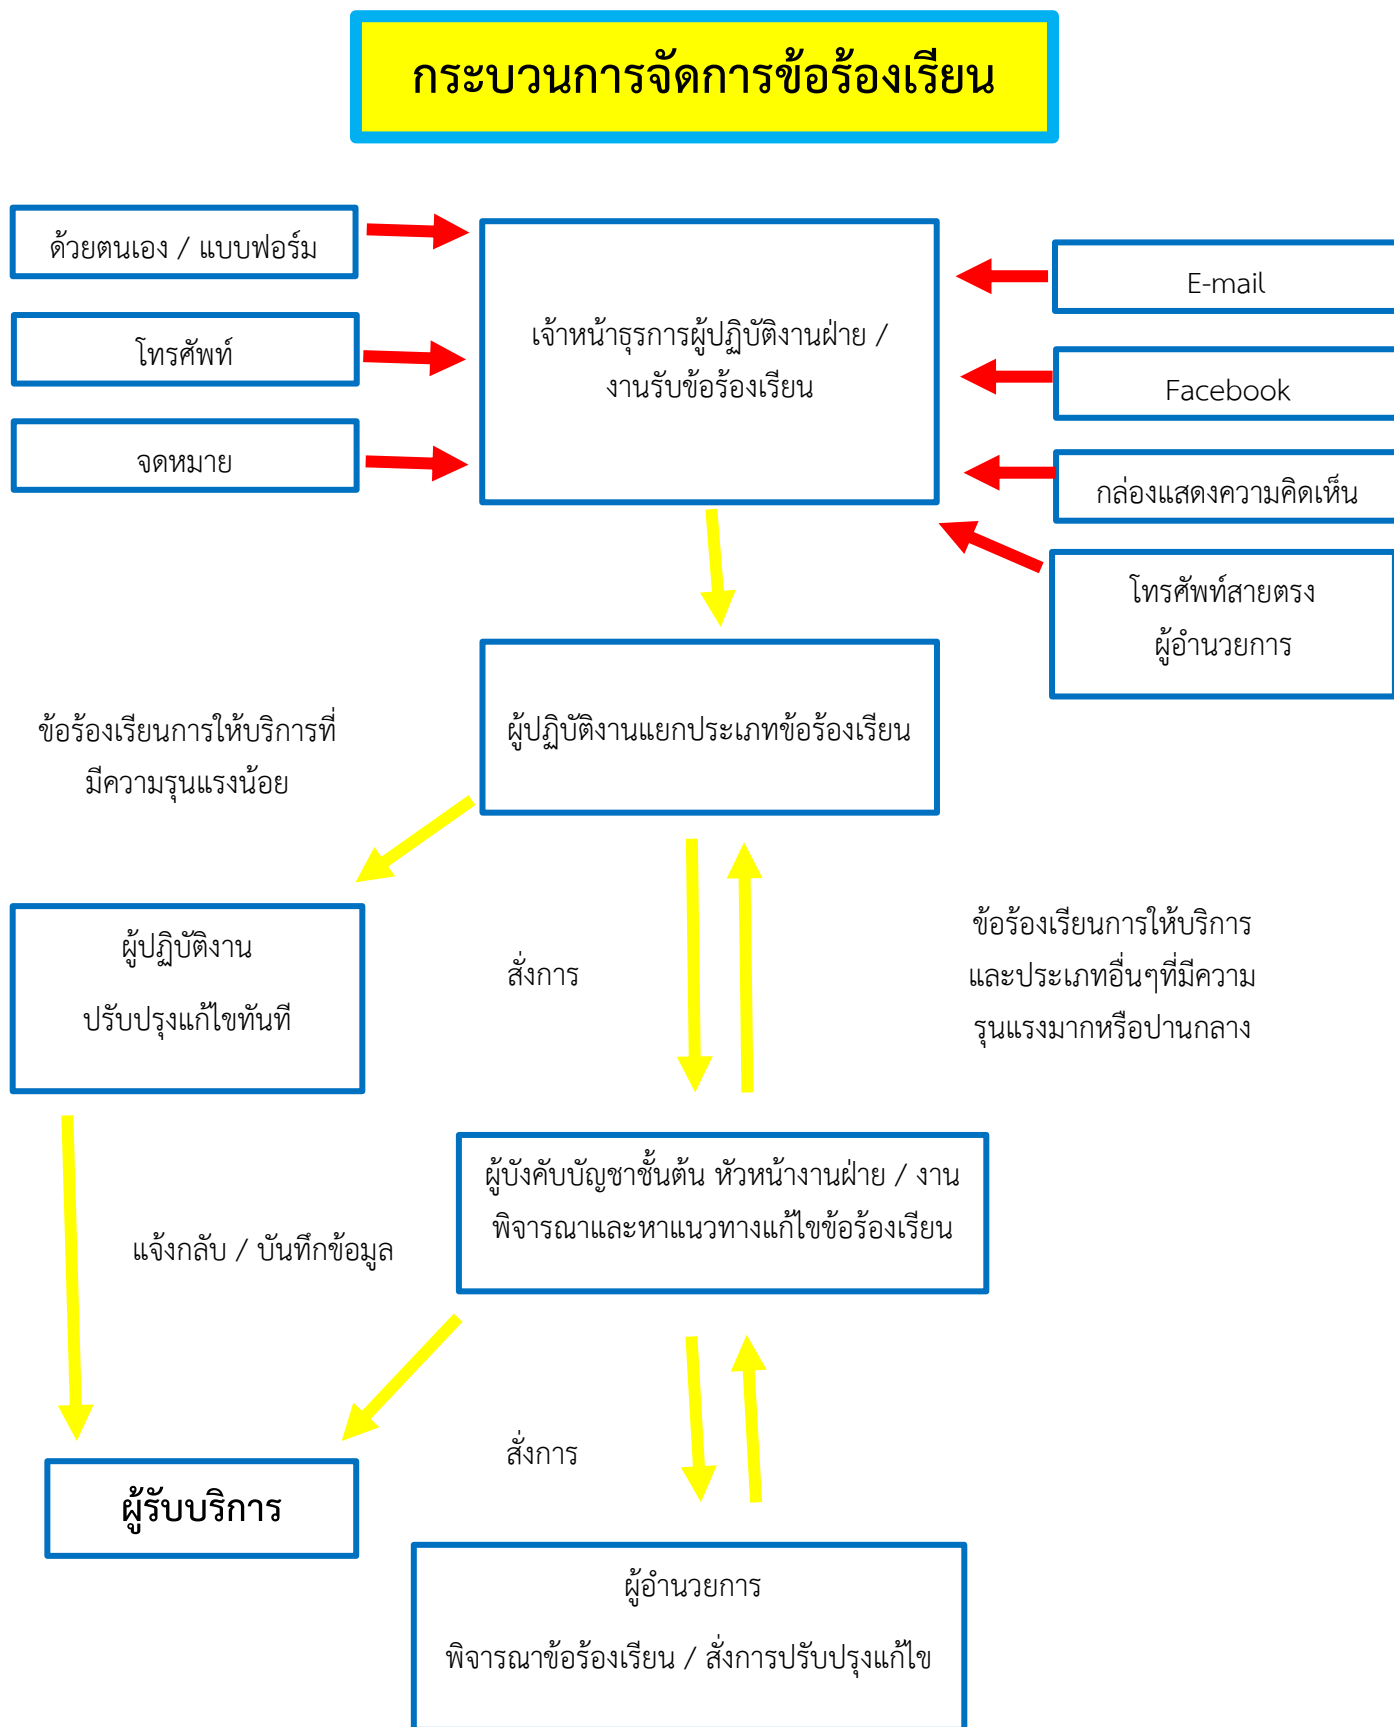 กระบวนการจัดการข้อร้องเรียน
ด้วยตนเอง / แบบฟอร์ม
โทรศัพท์
จดหมาย
เจ้าหน้าธุรการผู้ปฏิบัติงานฝ่าย /
งานรับข้อร้องเรียน
E-mail
Facebook
กล่องแสดงความคิดเห็น
โทรศัพท์สายตรง
ผู้อำนวยการ
ผู้ปฏิบัติงานแยกประเภทข้อร้องเรียน
ข้อร้องเรียนการให้บริการที่
มีความรุนแรงน้อย
ผู้ปฏิบัติงาน
ปรับปรุงแก้ไขทันที
สั่งการ
ข้อร้องเรียนการให้บริการ
และประเภทอื่นๆที่มีความ
รุนแรงมากหรือปานกลาง
ผู้บังคับบัญชาชั้นต้น หัวหน้างานฝ่าย / งาน
พิจารณาและหาแนวทางแก้ไขข้อร้องเรียน
แจ้งกลับ / บันทึกข้อมูล
สั่งการ
ผู้รับบริการ
ผู้อำนวยการ
พิจารณาข้อร้องเรียน / สั่งการปรับปรุงแก้ไข